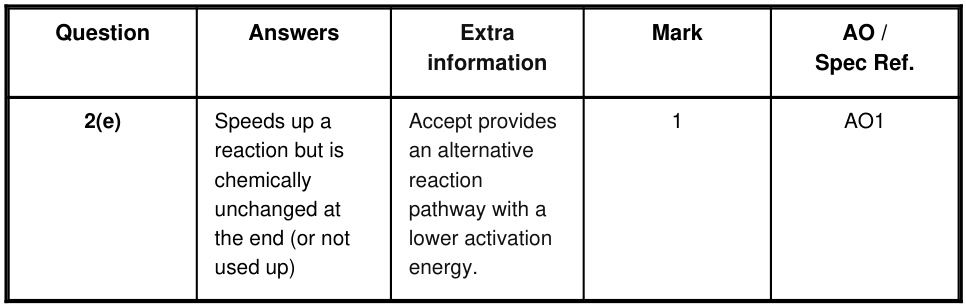 Question
Answers
Extra
information
Mark
AO /
Spec Ref.
2(e)
Speeds up a
reaction but is
chemically
unchanged at
the end (or not
used up)
Accept provides
an alternative
reaction
pathway with a
lower activation
energy.
1
AO1